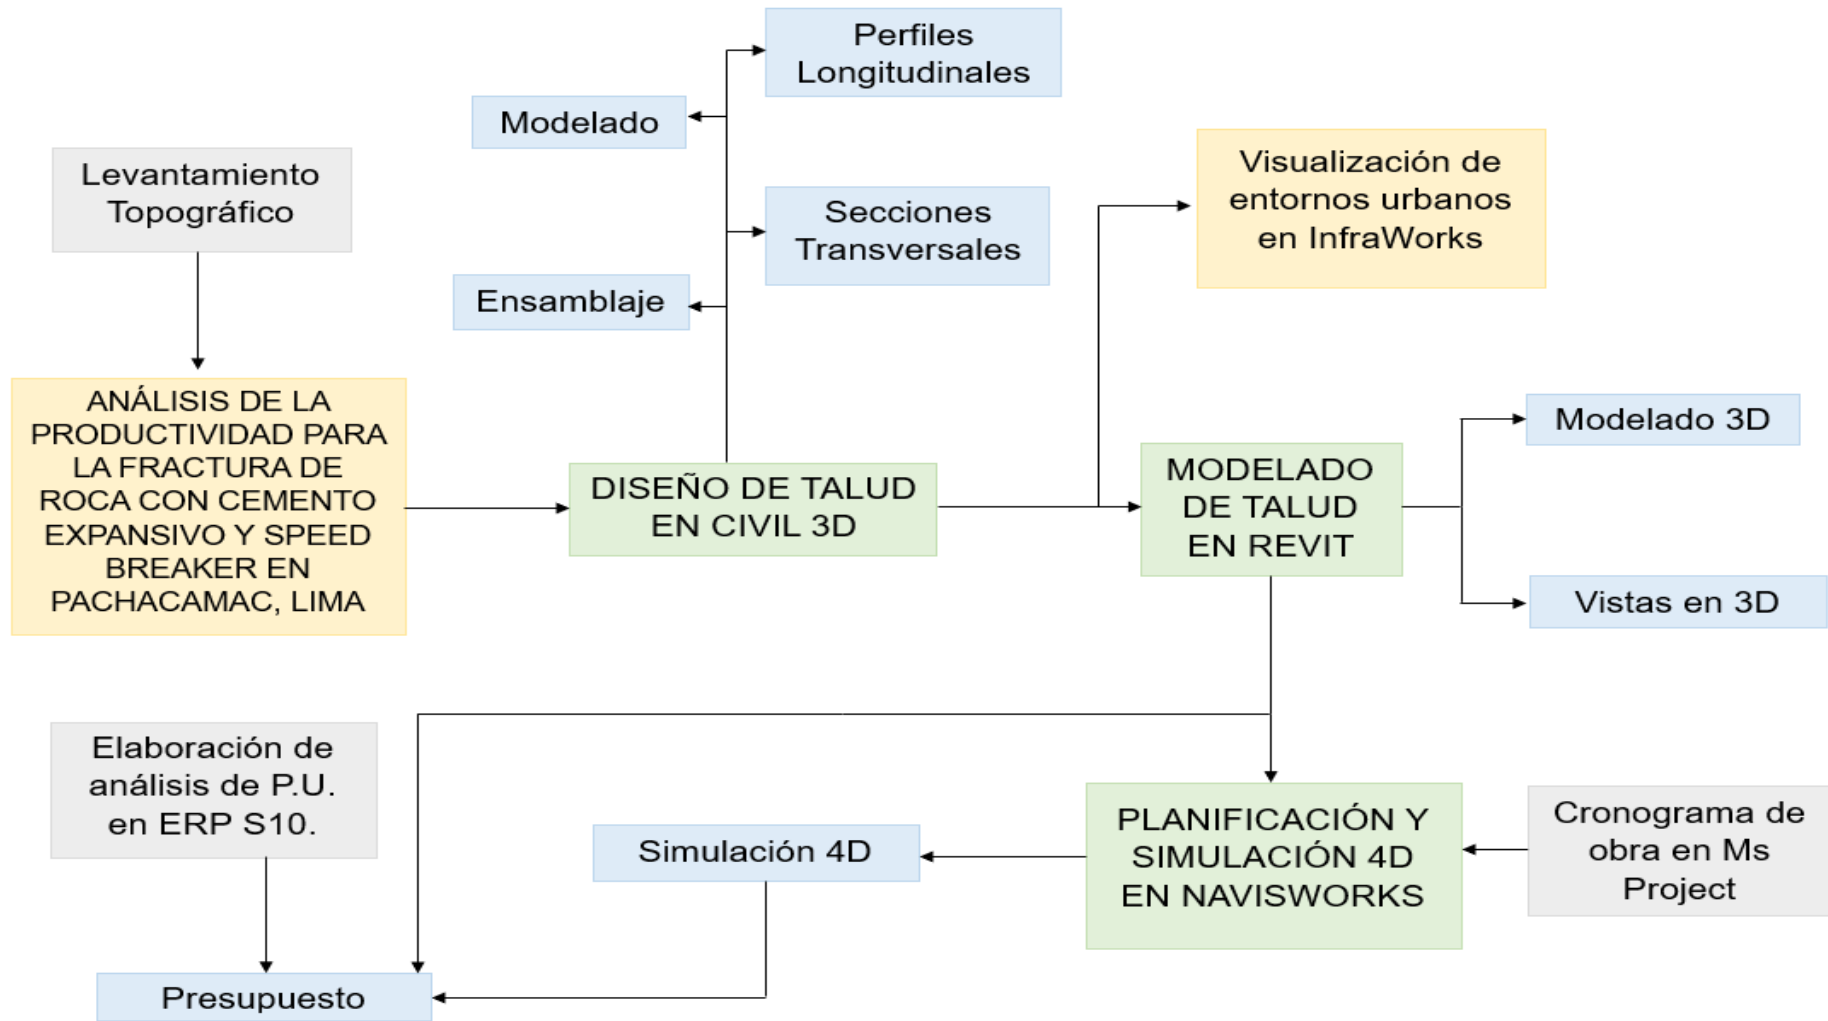 Perfiles
Longitudinales
Modelado
Levantamiento
Topográfico
Visualización de
entornos urbanos
en InfraWorks
Secciones
Transversales
Ensamblaje
ANÁLISIS DE LA
PRODUCTIVIDAD PARA
LA FRACTURA DE
ROCA CON CEMENTO
EXPANSIVO Y SPEED
BREAKER EN
PACHACAMAC, LIMA
DISEÑO DE TALUD
EN CIVIL 3D
MODELADO
DE TALUD
EN REVIT
Modelado 3D
Vistas en 3D
Elaboración de
análisis de P.U.
en ERP S10.
Simulación 4D
PLANIFICACIÓN Y
SIMULACIÓN 4D
EN NAVISWORKS
Cronograma de
obra en Ms
Project
Presupuesto